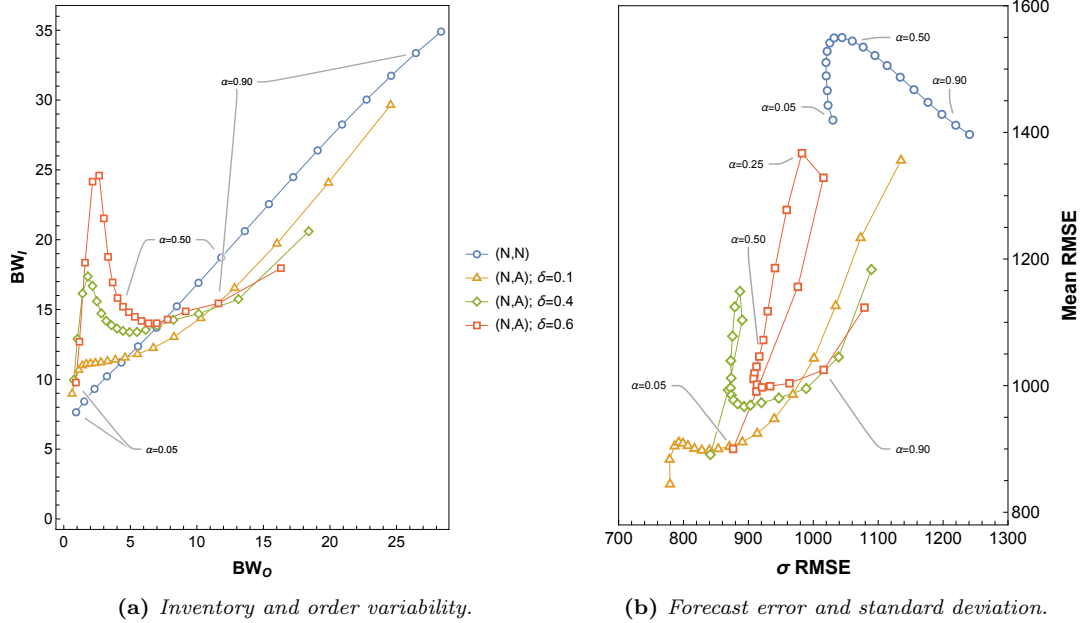 35
30
25
20
15
10
5
0
BW_I
0 5 10 15 20 25
BW_O
α=0.90
α=0.50
α=0.05
(N,N)
(N,A); δ=0.1
(N,A); δ=0.4
(N,A); δ=0.6
1600
1400
1200
1000
800
Mean RMSE
700 800 900 1000 1100 1200 1300
σ RMSE
α=0.50
α=0.90
α=0.05
α=0.25
α=0.50
α=0.05
α=0.90
(a) Inventory and order variability.
(b) Forecast error and standard deviation.